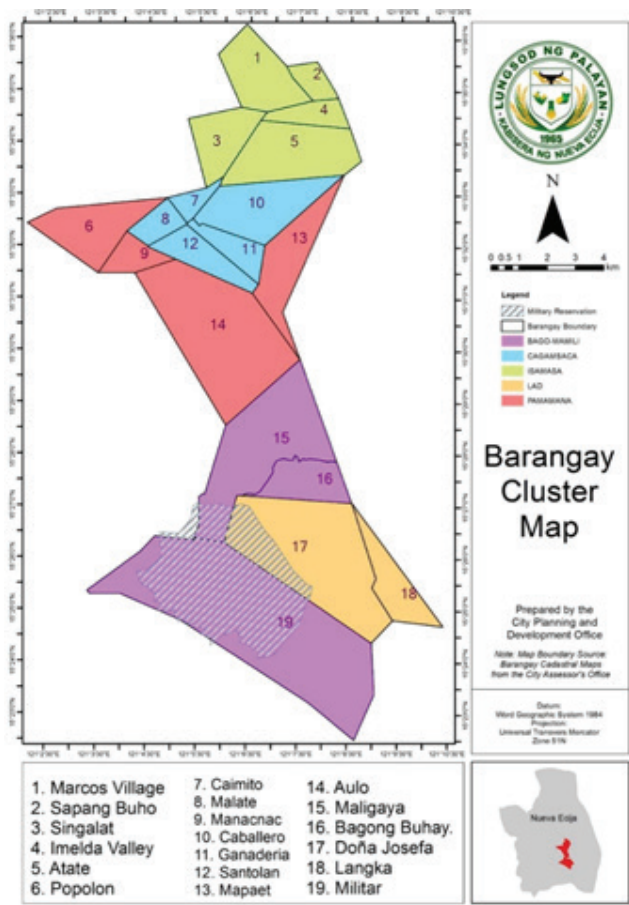 LUNGSOD NG PALAYAN
KABISERA NG NUEVA ECIJA
1965
N
0 0.5 1 2 3 4
km
Legend
Military Reservation
Barangay Boundary
BAGO-MAMILI
CAGAMSACA
ISAMASA
LAD
PAMAMANA
Barangay
Cluster
Map
Prepared by the
City Planning and
Development Office
Note: Map Boundary Source:
Barangay Cadastral Maps
from the City Assessor's Office
Datum:
Word Geographic System 1984
Projection:
Universal Transvers Mercator
Zone 51N
Nueva Ecija
1
2
3
4
5
6
7
8
9
10
11
12
13
14
15
16
17
18
19
1. Marcos Village
2. Sapang Buho
3. Singalat
4. Imelda Valley
5. Atate
6. Popolon
7. Caimito
8. Malate
9. Manacnac
10. Caballero
11. Ganaderia
12. Santolan
13. Mapaet
14. Aulo
15. Maligaya
16. Bagong Buhay.
17. Doña Josefa
18. Langka
19. Militar